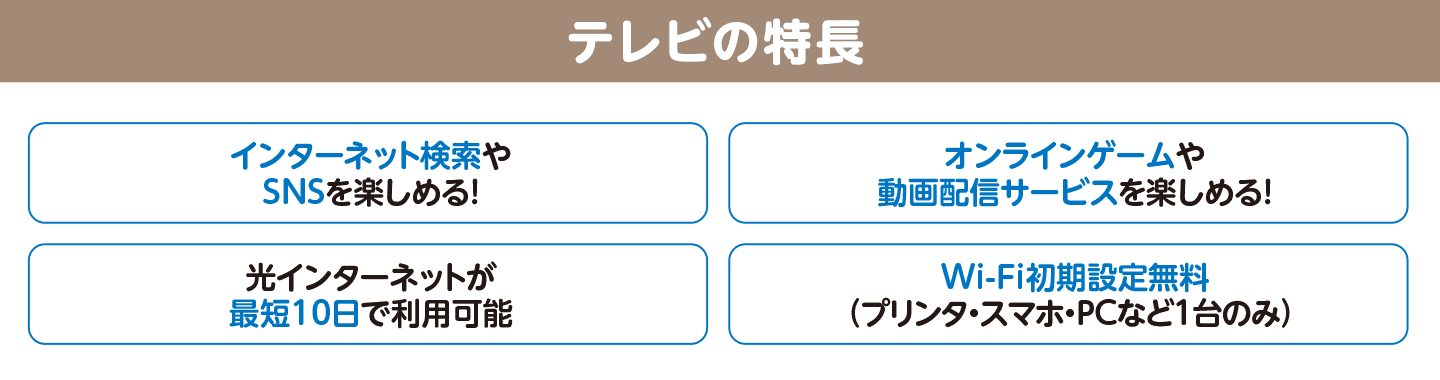 テレビの特長
インターネット検索や
SNSを楽しめる!
オンラインゲームや
動画配信サービスを楽しめる!
光インターネットが
最短10日で利用可能
Wi-Fi初期設定無料
(プリンタ・スマホ・PCなど1台のみ)